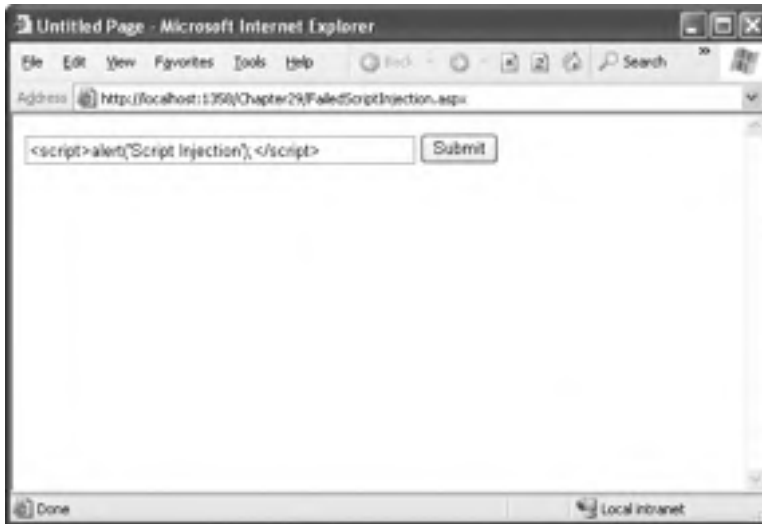 Untitled Page - Microsoft Internet Explorer
File Edit View Favorites Tools Help Back Search »
Address http://localhost:1358/Chapter29/FailedScriptInjection.aspx
<script>alert('Script Injection');</script> Submit
Done Local intranet